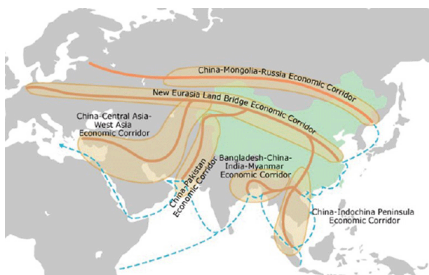 China-Mongolia-Russia Economic Corridor
New Eurasia Land Bridge Economic Corridor
China-Central Asia-
West Asia
Economic Corridor
China-Pakistan
Economic Corridor
Bangladesh-China-
India-Myanmar
Economic Corridor
China-Indochina Peninsula
Economic Corridor